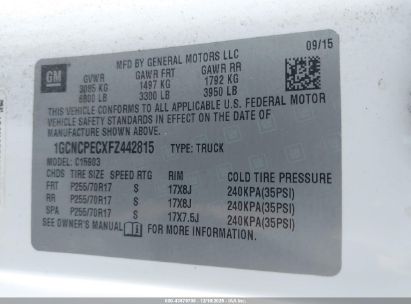 GM
MFD BY GENERAL MOTORS LLC
09/15
GVWR GAWR FRT GAWR RR
3085 KG 1497 KG 1792 KG
6800 LB 3300 LB 3950 LB
THIS VEHICLE CONFORMS TO ALL APPLICABLE U.S. FEDERAL MOTOR
VEHICLE SAFETY STANDARDS IN EFFECT ON THE DATE OF
MANUFACTURE SHOWN ABOVE.
1GCNCPECXFZ442815 TYPE: TRUCK
MODEL: C15903
CHDS TIRE SIZE SPEED RTG RIM COLD TIRE PRESSURE
FRT P255/70R17 S 17X8J 240KPA(35PSI)
RR P255/70R17 S 17X8J 240KPA(35PSI)
SPA P255/70R17 S 17X7.5J 240KPA(35PSI)
SEE OWNER'S MANUAL FOR MORE INFORMATION.